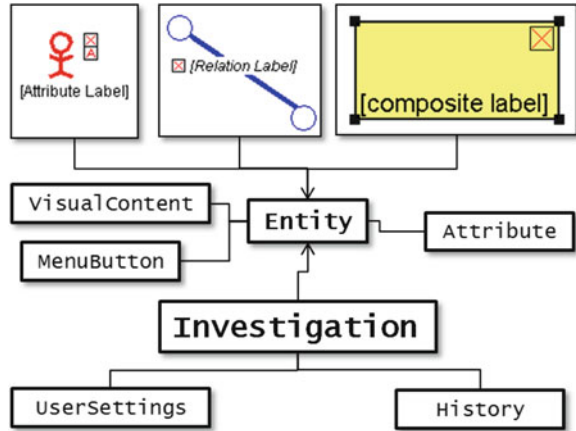 A
[Attribute Label]
[Relation Label]
[composite label]
VisualContent
Entity
Attribute
MenuButton
Investigation
UserSettings
History